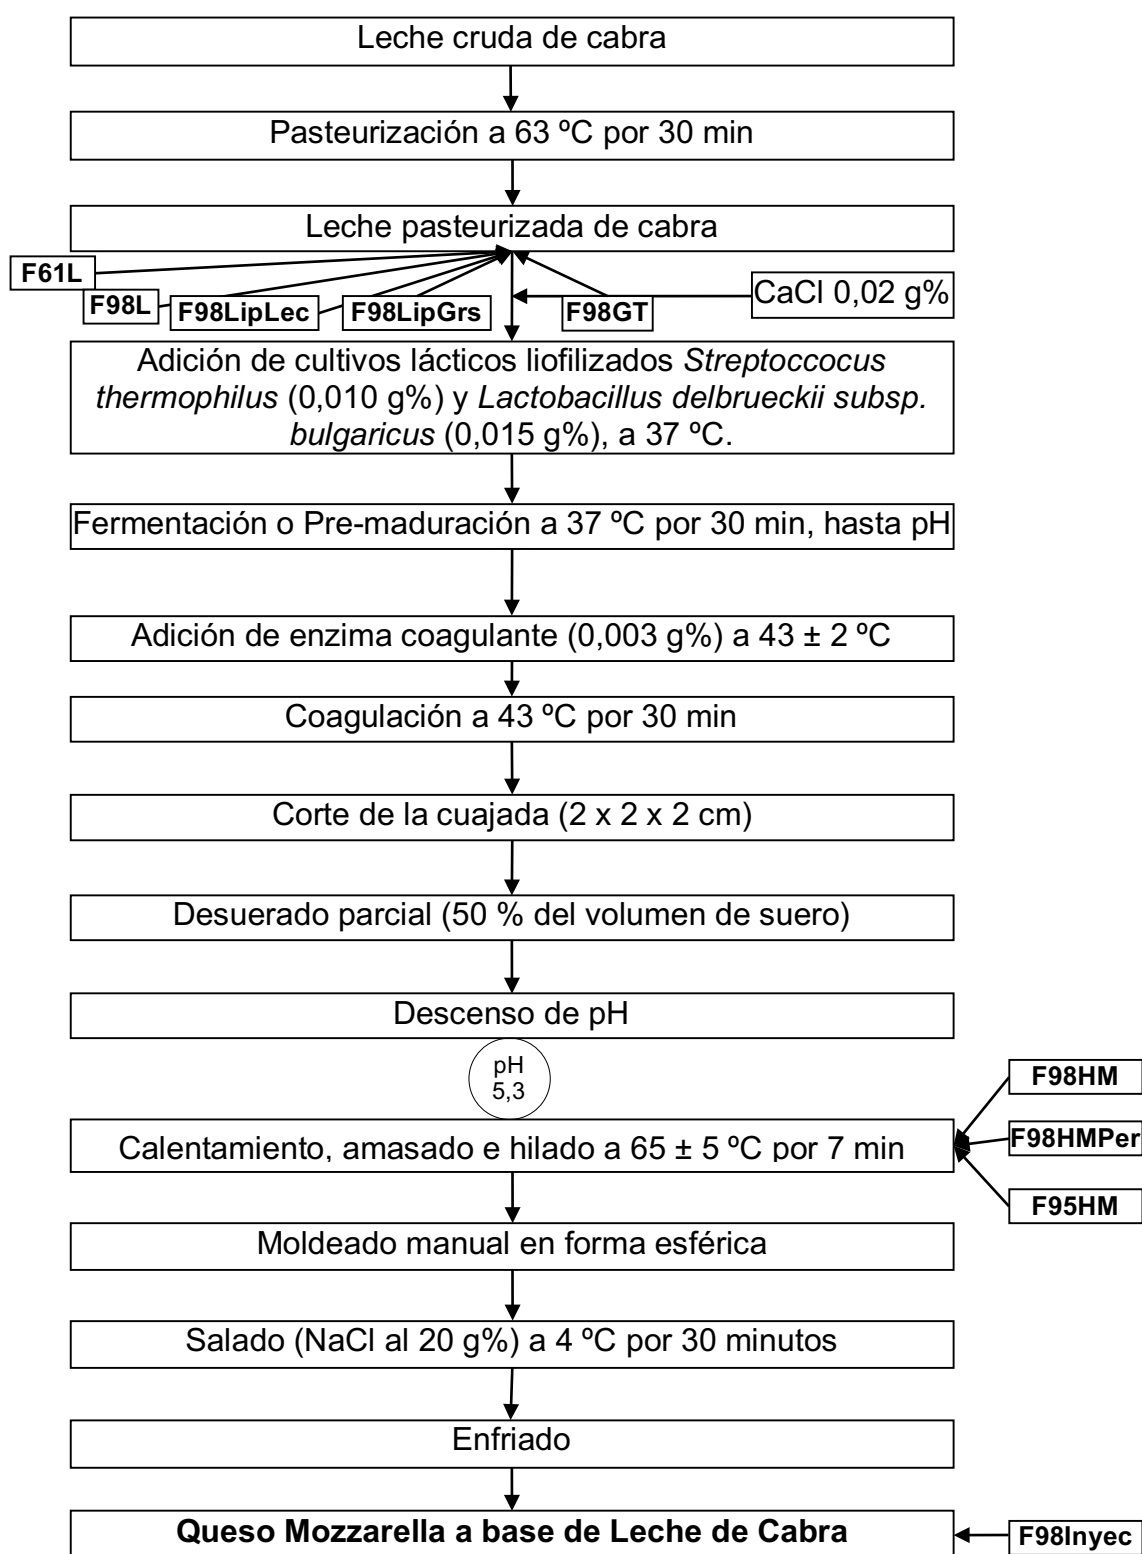 Leche cruda de cabra
Pasteurización a 63 ºC por 30 min
Leche pasteurizada de cabra
F61L
F98L
F98LipLec
F98LipGrs
F98GT
CaCl 0,02 g%
Adición de cultivos lácticos liofilizados Streptoccocus
thermophilus (0,010 g%) y Lactobacillus delbrueckii subsp.
bulgaricus (0,015 g%), a 37 ºC.
Fermentación o Pre-maduración a 37 ºC por 30 min, hasta pH
Adición de enzima coagulante (0,003 g%) a 43 ± 2 ºC
Coagulación a 43 ºC por 30 min
Corte de la cuajada (2 x 2 x 2 cm)
Desuerado parcial (50 % del volumen de suero)
Descenso de pH
pH
5,3
F98HM
Calentamiento, amasado e hilado a 65 ± 5 ºC por 7 min
F98HMPer
F95HM
Moldeado manual en forma esférica
Salado (NaCl al 20 g%) a 4 ºC por 30 minutos
Enfriado
Queso Mozzarella a base de Leche de Cabra
F98Inyec